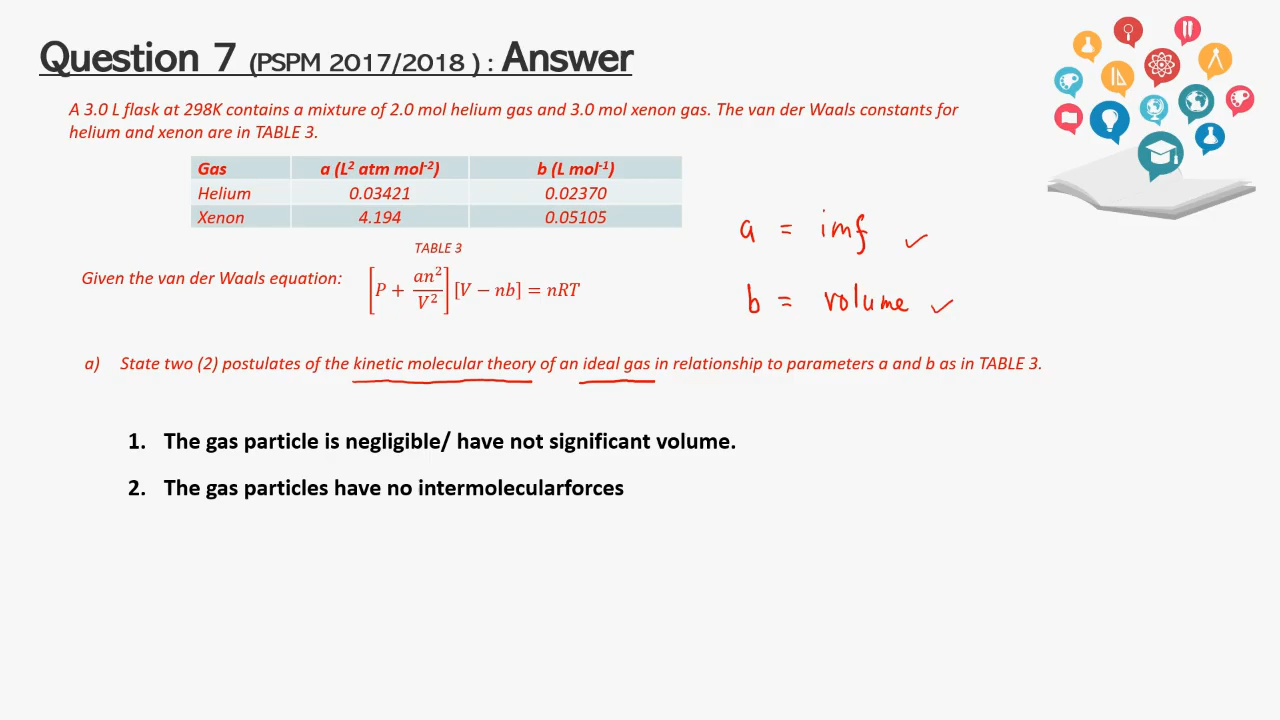 Question 7 (PSPM 2017/2018 ) : Answer
A 3.0 L flask at 298K contains a mixture of 2.0 mol helium gas and 3.0 mol xenon gas. The van der Waals constants for
helium and xenon are in TABLE 3.
Gas a (L² atm mol⁻²) b (L mol⁻¹)
Helium 0.03421 0.02370
Xenon 4.194 0.05105
TABLE 3
a = imf ✓
Given the van der Waals equation: [P + an²/V²] [V − nb] = nRT
b = volume ✓
a) State two (2) postulates of the kinetic molecular theory of an ideal gas in relationship to parameters a and b as in TABLE 3.
1. The gas particle is negligible/ have not significant volume.
2. The gas particles have no intermolecularforces